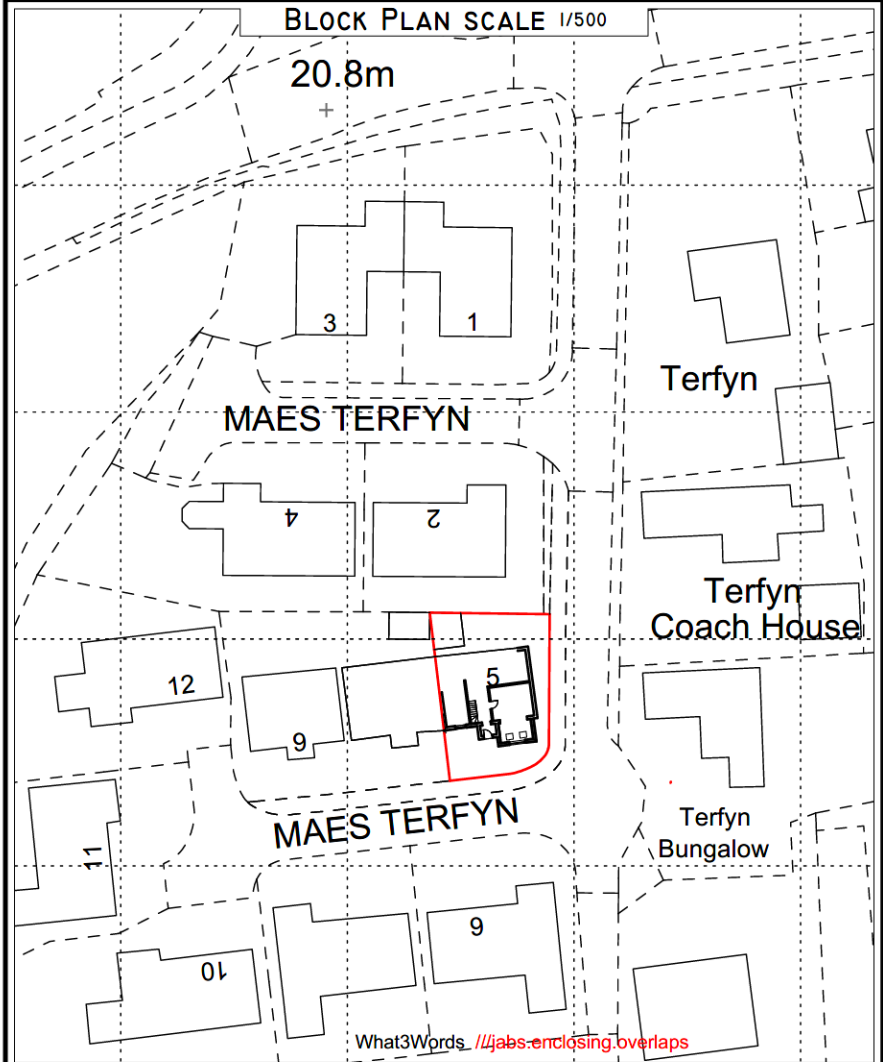 BLOCK PLAN SCALE 1/500
20.8m
3
1
Terfyn
MAES TERFYN
4
2
Terfyn
Coach House
5
12
9
MAES TERFYN
Terfyn
Bungalow
11
6
10
What3Words ///jabs.enclosing.overlaps